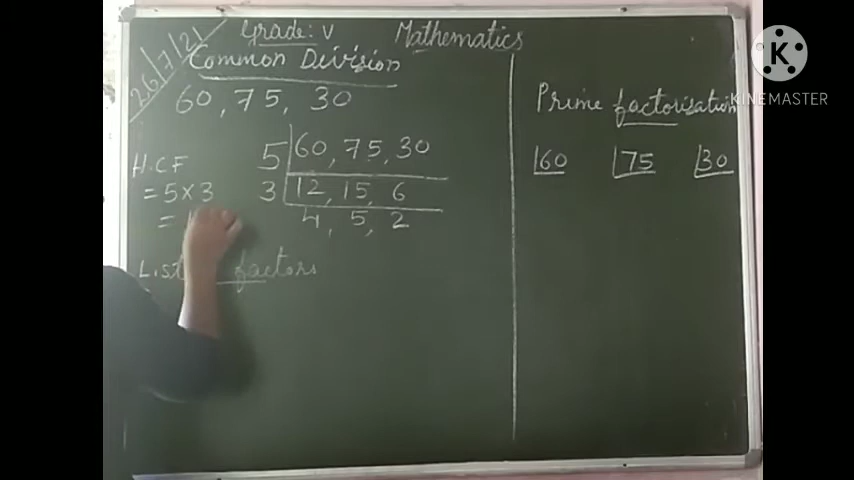 26/7/21
Grade: V
Mathematics
Common Division
60, 75, 30
H.C.F
= 5 × 3
=
5 60, 75, 30
3 12, 15, 6
4, 5, 2
List factors
Prime factorisation
60 75 30
KINEMASTER